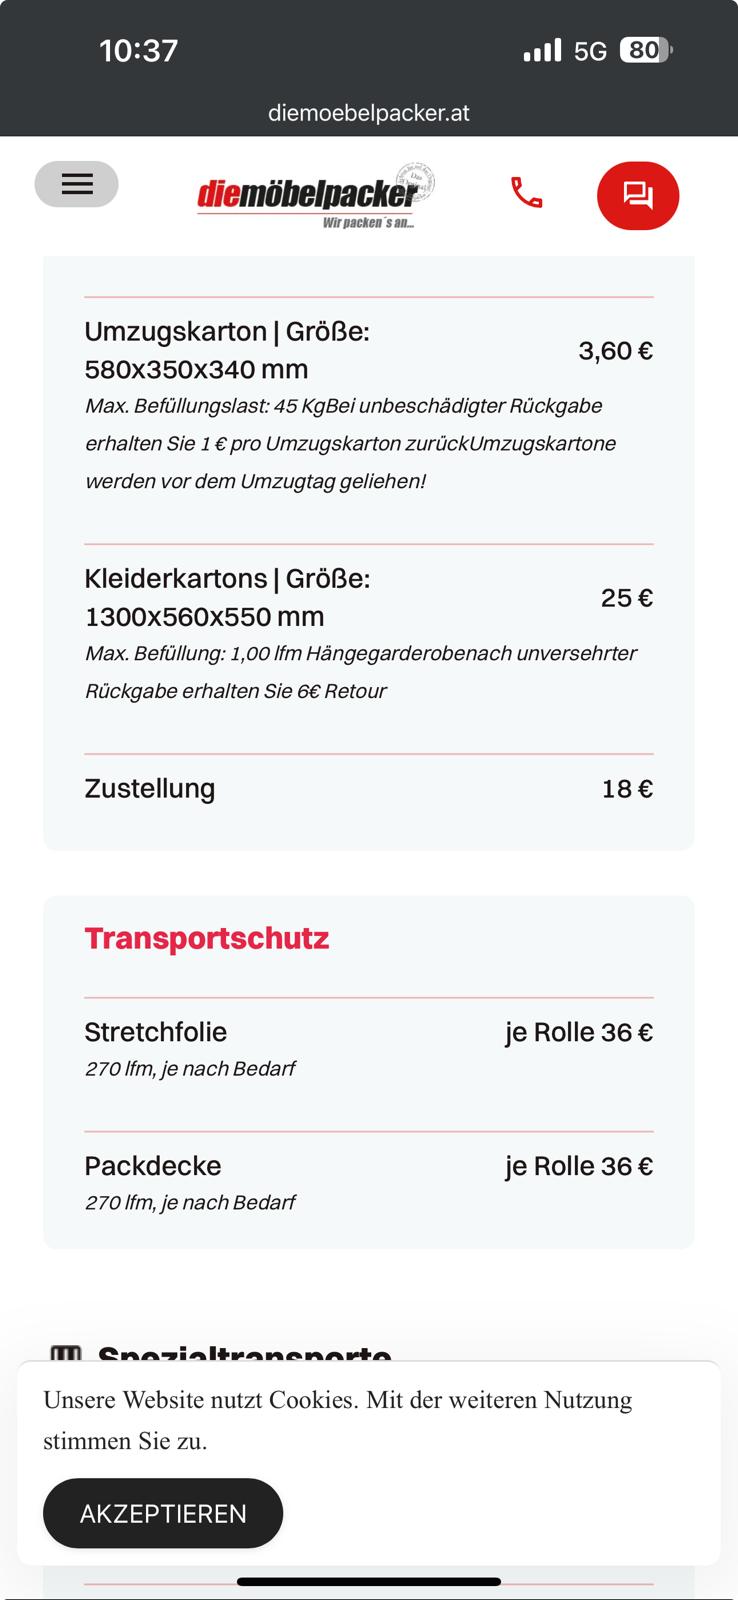 10:37
5G
80
diemoebelpacker.at
diemöbelpacker
Das
Wir packen´s an...
Umzugskarton | Größe:
580x350x340 mm
3,60 €
Max. Befüllungslast: 45 KgBei unbeschädigter Rückgabe
erhalten Sie 1 € pro Umzugskarton zurückUmzugskartone
werden vor dem Umzugtag geliehen!
Kleiderkartons | Größe:
1300x560x550 mm
25 €
Max. Befüllung: 1,00 lfm Hängegarderobenach unversehrter
Rückgabe erhalten Sie 6€ Retour
Zustellung
18 €
Transportschutz
Stretchfolie
je Rolle 36 €
270 lfm, je nach Bedarf
Packdecke
je Rolle 36 €
270 lfm, je nach Bedarf
Spezialtransporte
Unsere Website nutzt Cookies. Mit der weiteren Nutzung
stimmen Sie zu.
AKZEPTIEREN